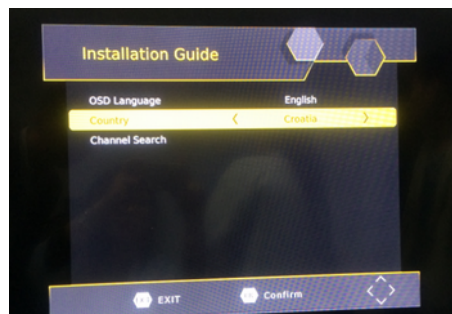 Installation Guide
OSD Language English
Country Croatia
Channel Search
EXIT Confirm